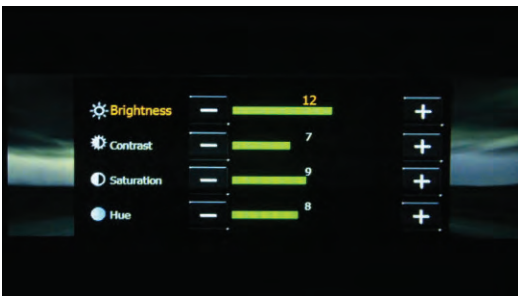 Brightness − 12 +
Contrast − 7 +
Saturation − 9 +
Hue − 8 +